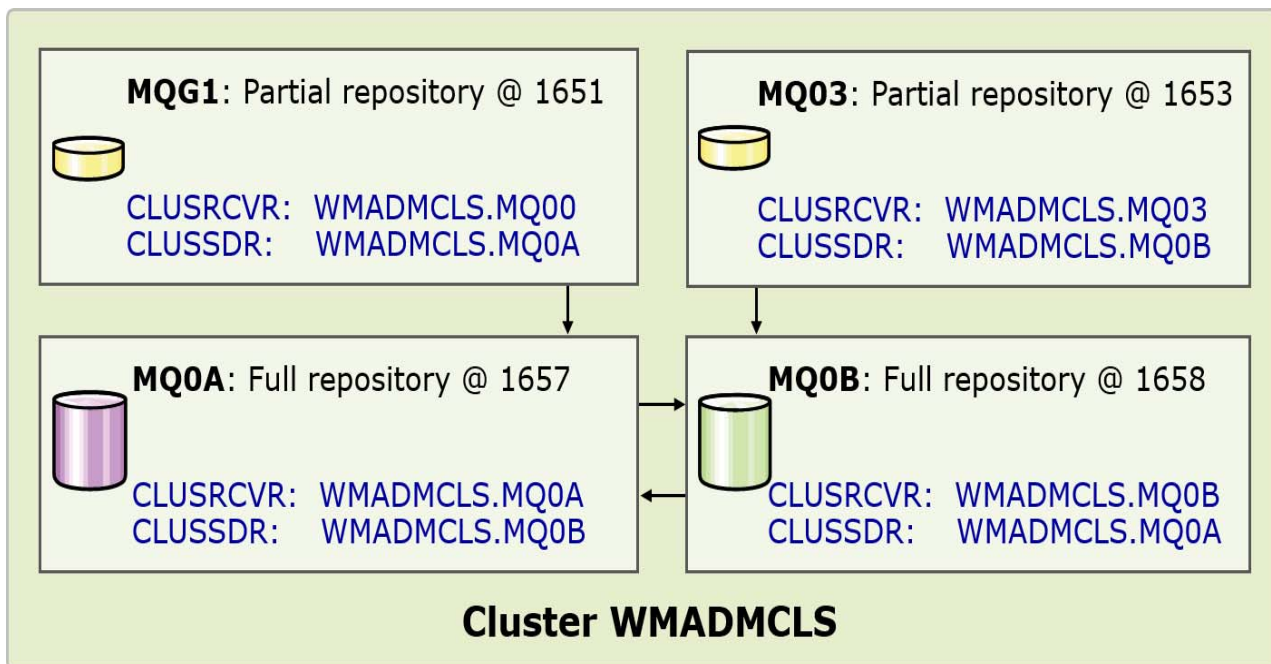 MQG1: Partial repository @ 1651
CLUSRCVR: WMADMCLS.MQ00
CLUSSDR: WMADMCLS.MQ0A
MQ03: Partial repository @ 1653
CLUSRCVR: WMADMCLS.MQ03
CLUSSDR: WMADMCLS.MQ0B
MQ0A: Full repository @ 1657
CLUSRCVR: WMADMCLS.MQ0A
CLUSSDR: WMADMCLS.MQ0B
MQ0B: Full repository @ 1658
CLUSRCVR: WMADMCLS.MQ0B
CLUSSDR: WMADMCLS.MQ0A
Cluster WMADMCLS